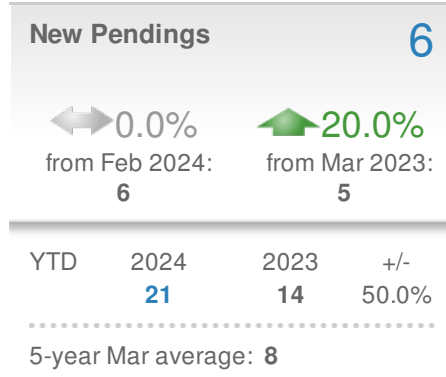 New Pendings 6
0.0% 20.0%
from Feb 2024: from Mar 2023:
6 5
YTD 2024 2023 +/-
21 14 50.0%
5-year Mar average: 8